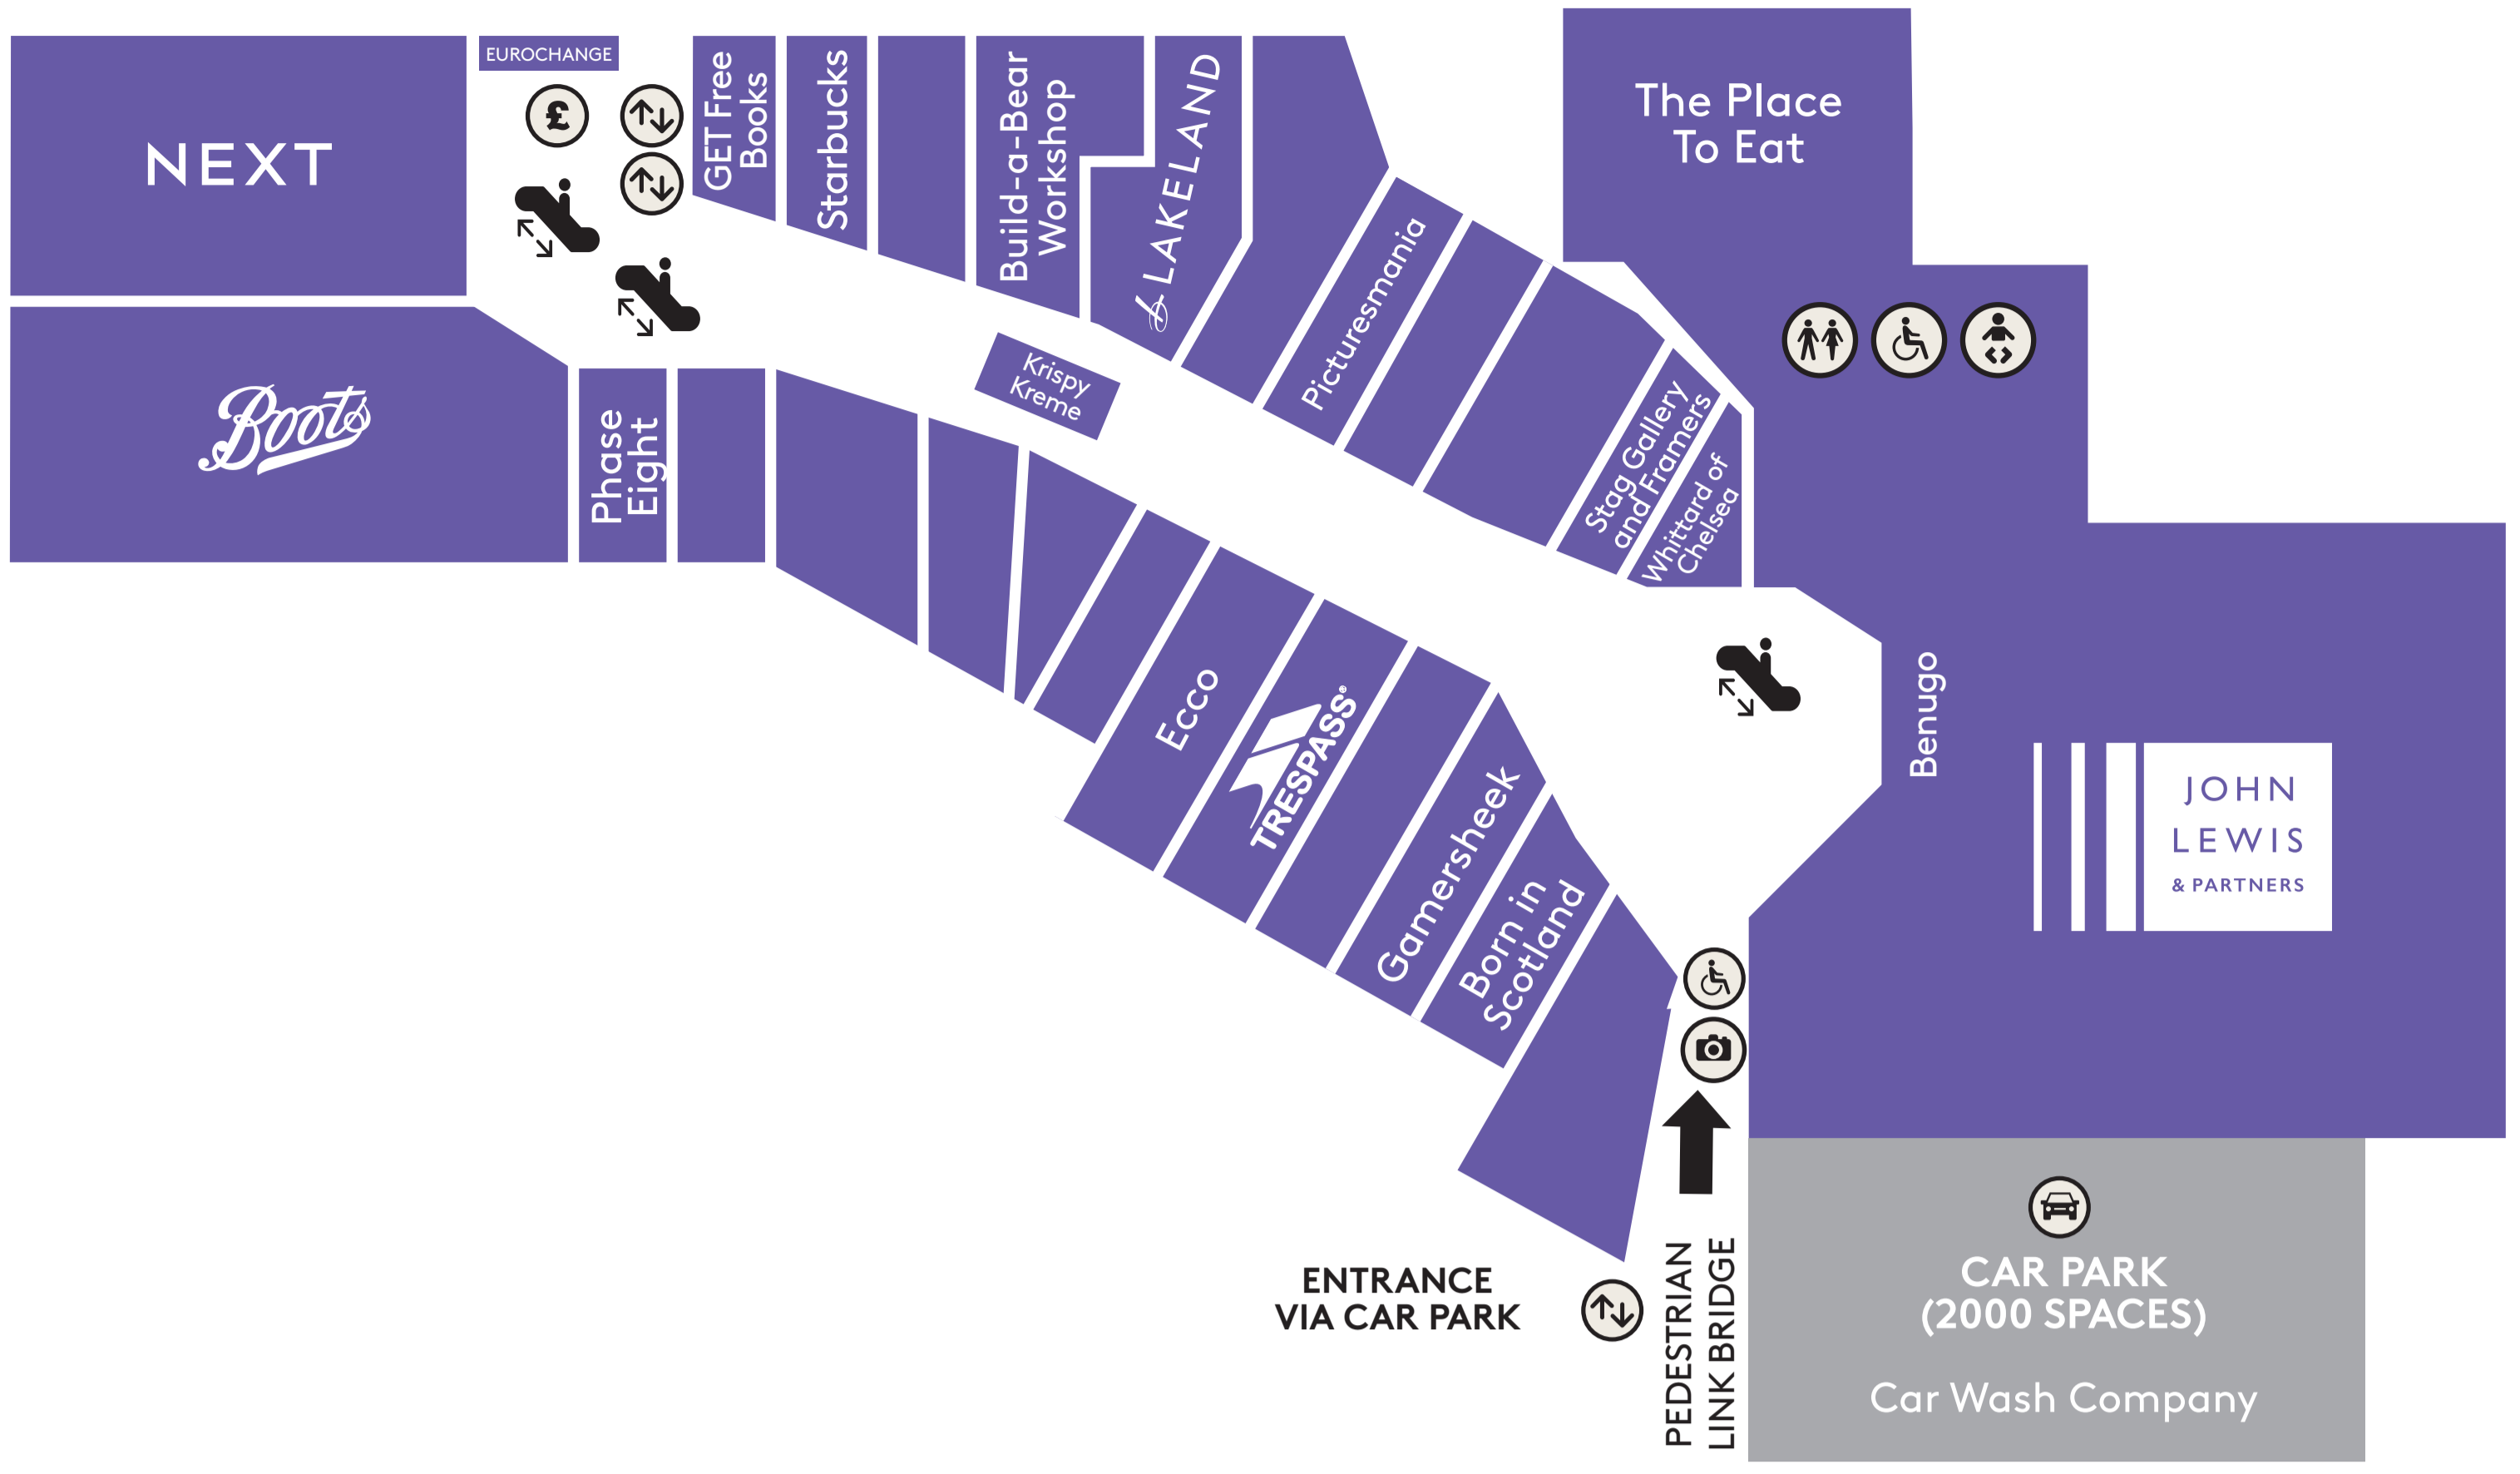 NEXT
EUROCHANGE
£
GET Free
Books
Starbucks
Build-a-Bear
Workshop
LAKELAND
The Place
To Eat
Boots
Phase
Eight
Krispy
Kreme
Picturesmania
Stag Gallery
and Framers
Whittard of
Chelsea
Ecco
TRESPASS®
Gamersheek
Born in
Scotland
Benugo
JOHN
LEWIS
& PARTNERS
ENTRANCE
VIA CAR PARK
PEDESTRIAN
LINK BRIDGE
CAR PARK
(2000 SPACES)
Car Wash Company